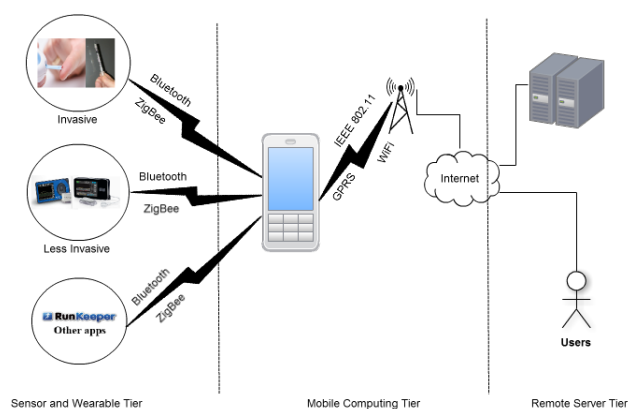 Invasive
Bluetooth
ZigBee
Less Invasive
Bluetooth
ZigBee
RunKeeper
Other apps
Bluetooth
ZigBee
IEEE 802.11
GPRS
WiFi
Internet
Users
Sensor and Wearable Tier
Mobile Computing Tier
Remote Server Tier